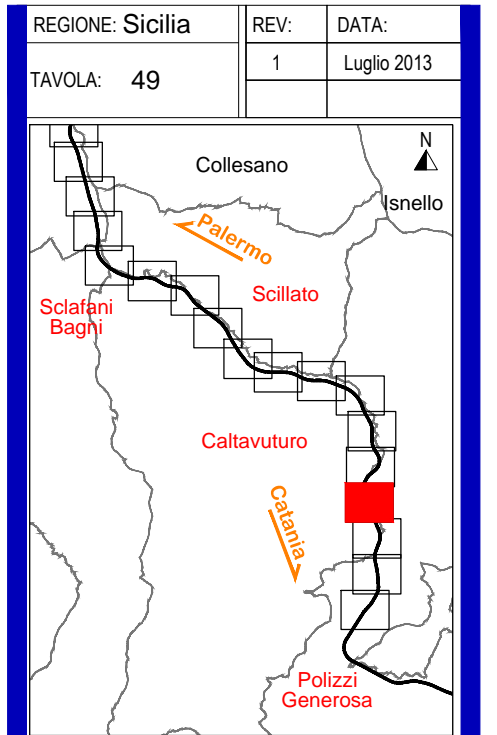 REGIONE: Sicilia
REV:
DATA:
1
Luglio 2013
TAVOLA: 49
N
Collesano
Isnello
Palermo
Scillato
Sclafani
Bagni
Caltavuturo
Catania
Polizzi
Generosa